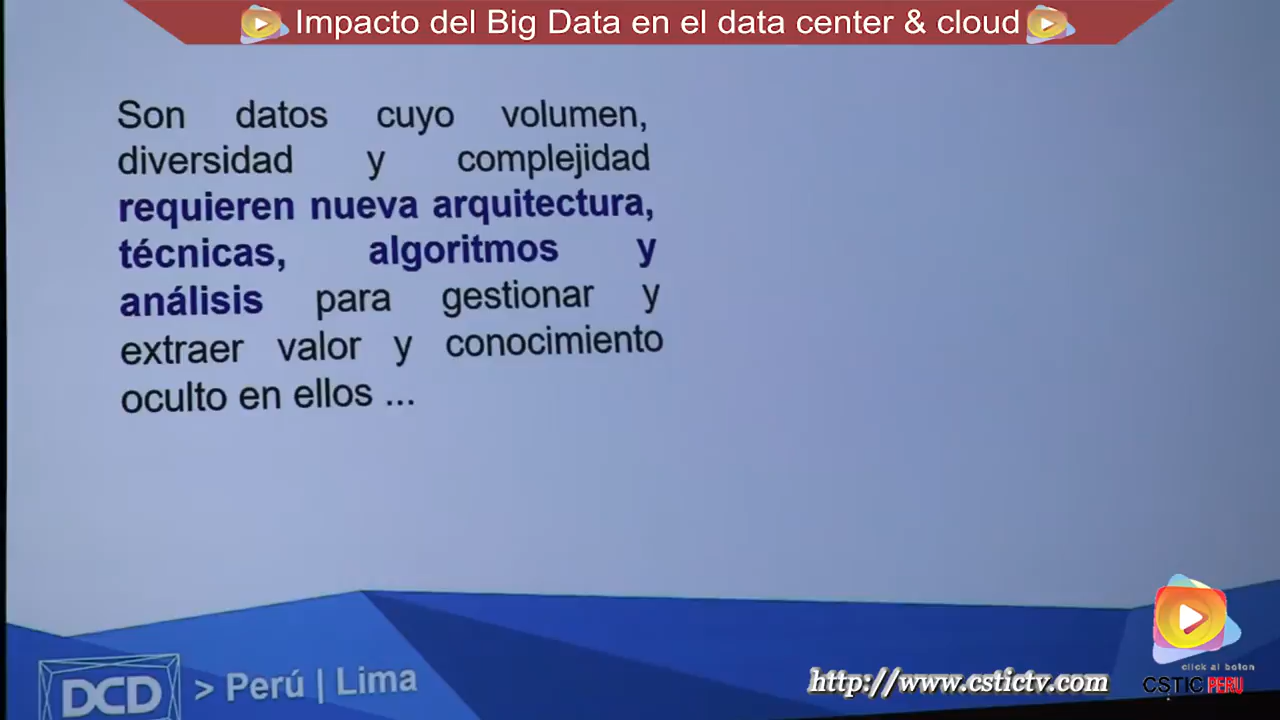 Impacto del Big Data en el data center & cloud
Son datos cuyo volumen,
diversidad y complejidad
requieren nueva arquitectura,
técnicas, algoritmos y
análisis para gestionar y
extraer valor y conocimiento
oculto en ellos ...
DCD > Perú | Lima
http://www.cstictv.com
click al boton
CSTIC PERU